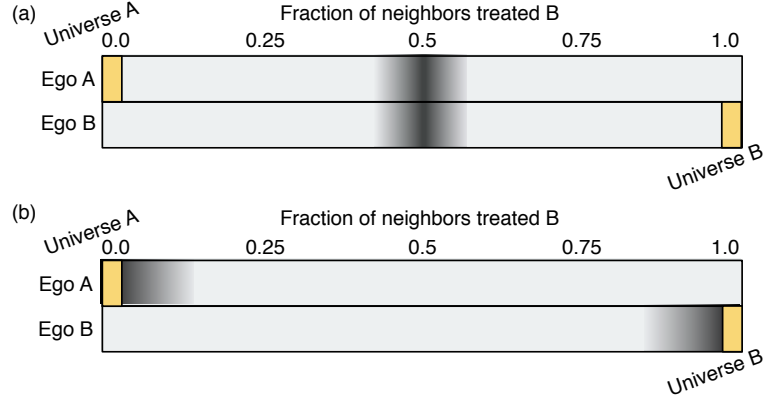 (a)
Universe A
Fraction of neighbors treated B
0.0 0.25 0.5 0.75 1.0
Ego A
Ego B
Universe B
(b)
Universe A
Fraction of neighbors treated B
0.0 0.25 0.5 0.75 1.0
Ego A
Ego B
Universe B